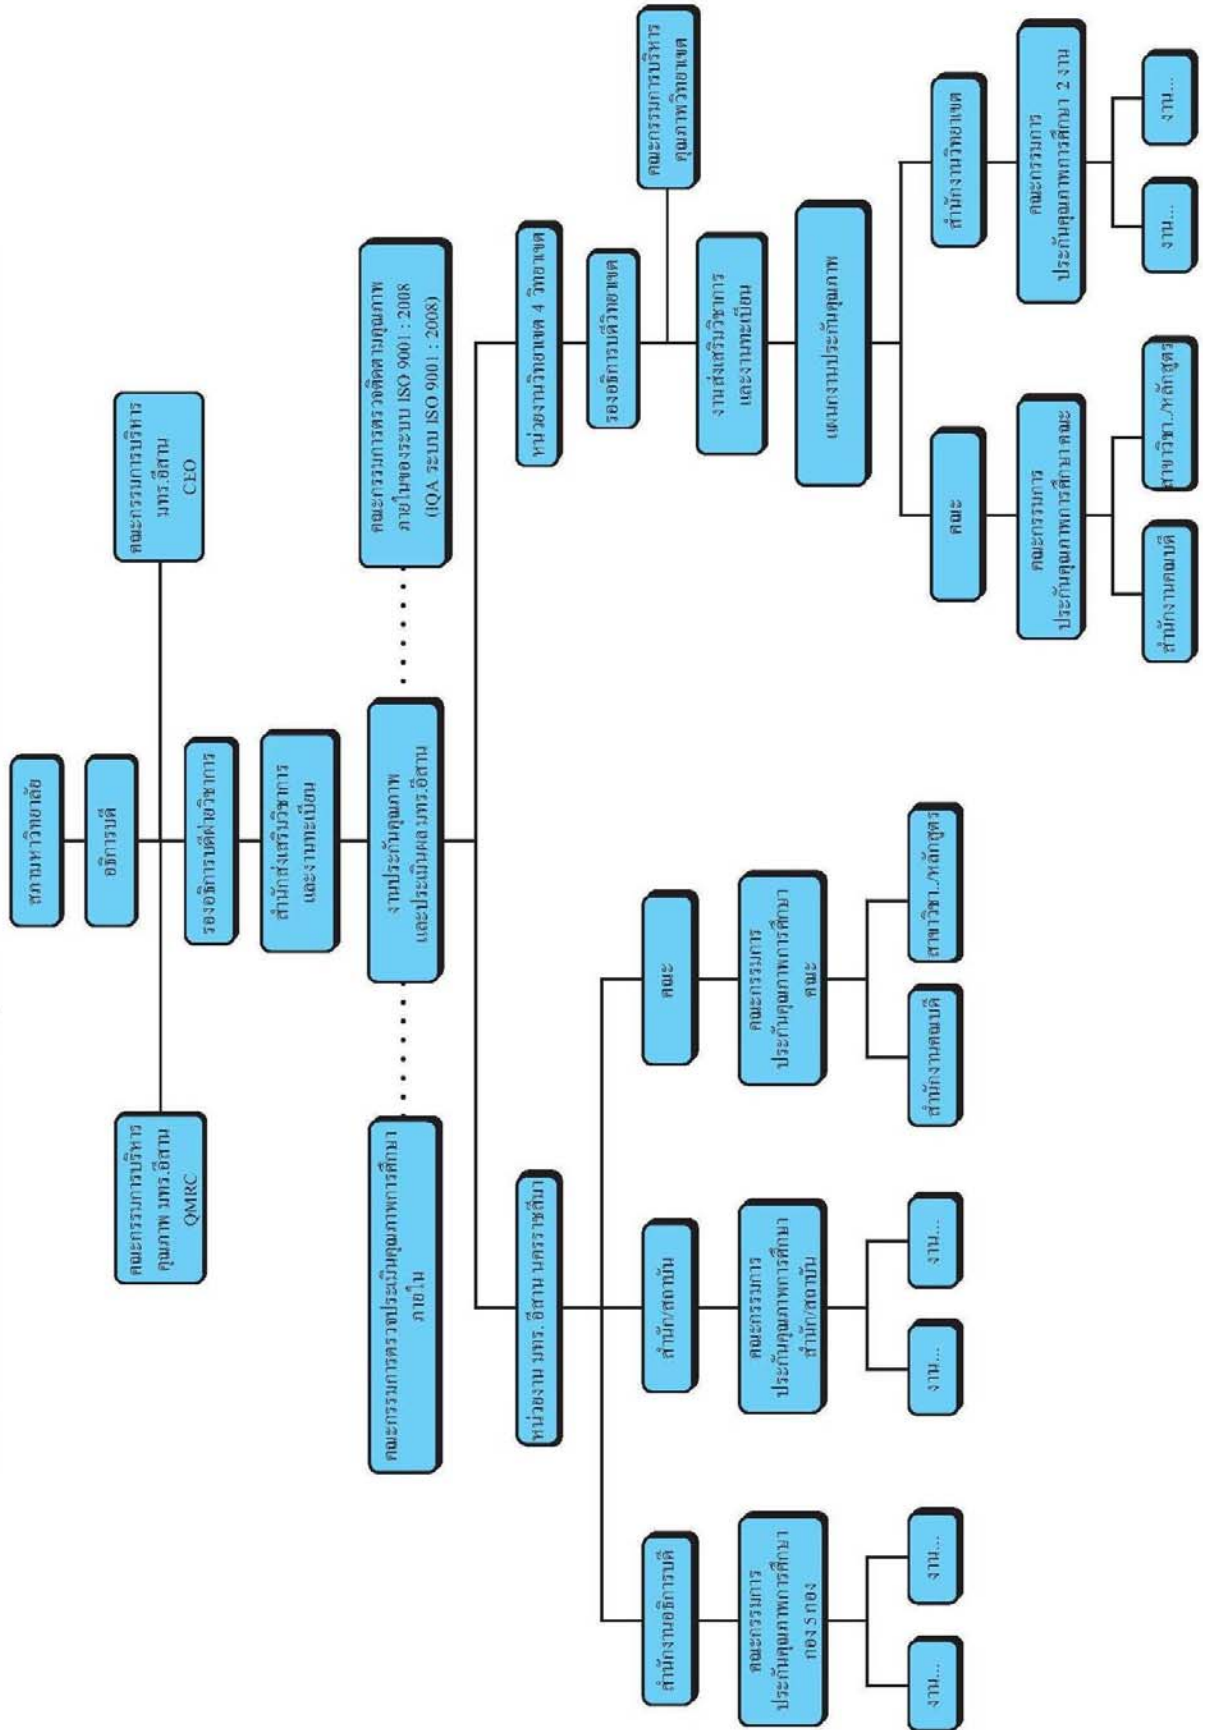 สภามหาวิทยาลัย
อธิการบดี
คณะกรรมการบริหาร
คุณภาพ มทร.อีสาน
QMRC
คณะกรรมการบริหาร
มทร.อีสาน
CEO
รองอธิการบดีฝ่ายวิชาการ
สำนักส่งเสริมวิชาการ
และงานทะเบียน
คณะกรรมการตรวจประเมินคุณภาพการศึกษา
ภายใน
งานประกันคุณภาพ
และประเมินผล มทร.อีสาน
คณะกรรมการตรวจติดตามคุณภาพ
ภายในของระบบ ISO 9001 : 2008
(IQA ระบบ ISO 9001 : 2008)
หน่วยงาน มทร. อีสาน นครราชสีมา
หน่วยงานวิทยาเขต 4 วิทยาเขต
รองอธิการบดีวิทยาเขต
คณะกรรมการบริหาร
คุณภาพวิทยาเขต
งานส่งเสริมวิชาการ
และงานทะเบียน
แผนกงานประกันคุณภาพ
สำนักงานอธิการบดี
สำนัก/สถาบัน
คณะ
คณะกรรมการ
ประกันคุณภาพการศึกษา
กอง 5 กอง
คณะกรรมการ
ประกันคุณภาพการศึกษา
สำนัก/สถาบัน
คณะกรรมการ
ประกันคุณภาพการศึกษา
คณะ
งาน...
งาน...
งาน...
งาน...
สำนักงานคณบดี
สาขาวิชา../หลักสูตร
คณะ
สำนักงานวิทยาเขต
คณะกรรมการ
ประกันคุณภาพการศึกษา คณะ
คณะกรรมการ
ประกันคุณภาพการศึกษา 2 งาน
สำนักงานคณบดี
สาขาวิชา../หลักสูตร
งาน...
งาน...